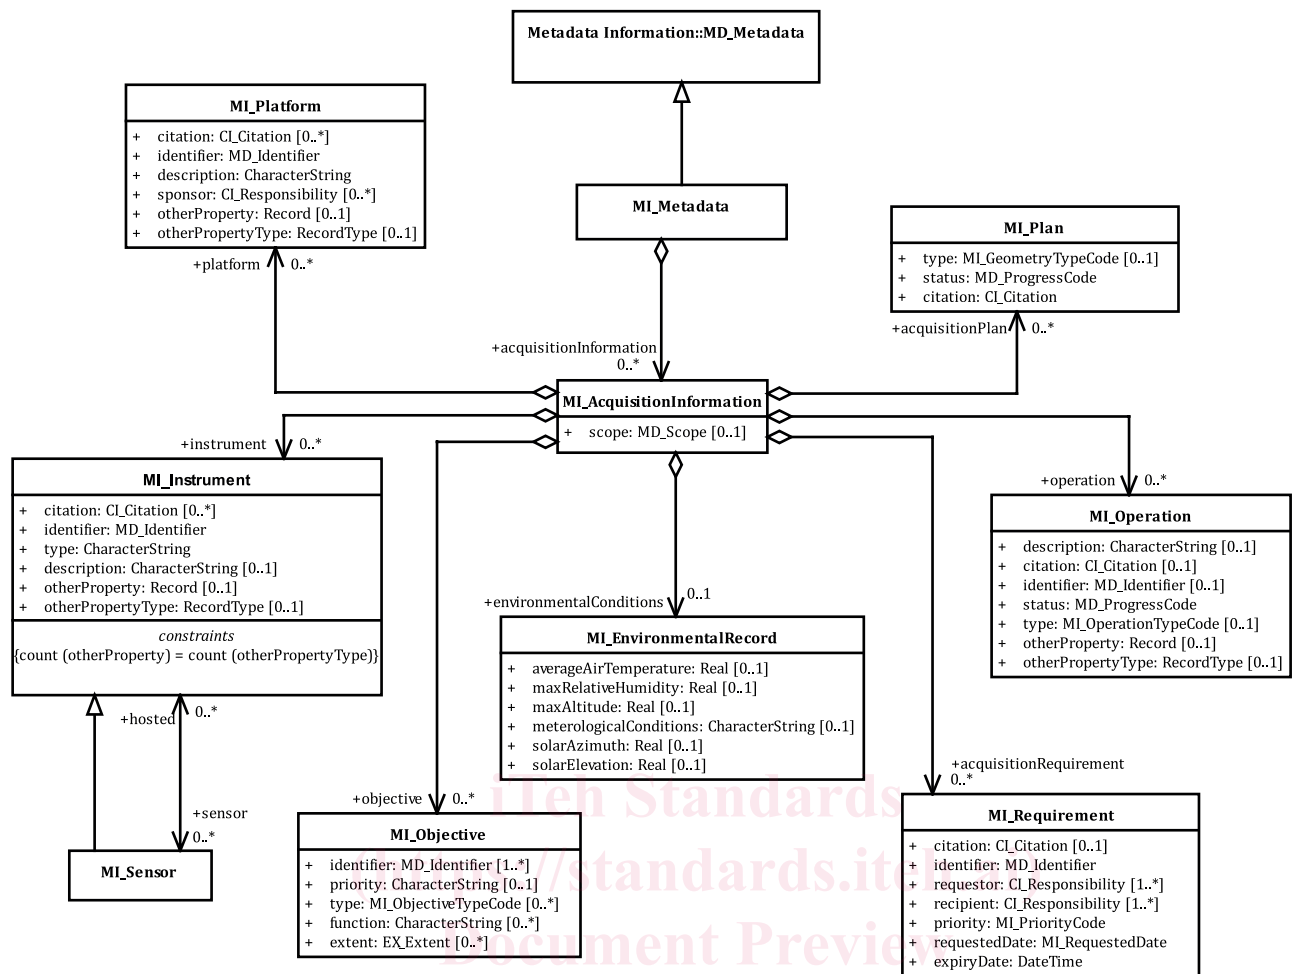 Metadata Information::MD_Metadata
MI_Platform
+ citation: CI_Citation [0..*]
+ identifier: MD_Identifier
+ description: CharacterString
+ sponsor: CI_Responsibility [0..*]
+ otherProperty: Record [0..1]
+ otherPropertyType: RecordType [0..1]
MI_Metadata
MI_Plan
+ type: MI_GeometryTypeCode [0..1]
+ status: MD_ProgressCode
+ citation: CI_Citation
+platform 0..*
+acquisitionPlan 0..*
+acquisitionInformation
0..*
MI_AcquisitionInformation
+ scope: MD_Scope [0..1]
+instrument 0..*
MI_Instrument
+ citation: CI_Citation [0..*]
+ identifier: MD_Identifier
+ type: CharacterString
+ description: CharacterString [0..1]
+ otherProperty: Record [0..1]
+ otherPropertyType: RecordType [0..1]
constraints
{count (otherProperty) = count (otherPropertyType)}
+operation 0..*
MI_Operation
+ description: CharacterString [0..1]
+ citation: CI_Citation [0..1]
+ identifier: MD_Identifier [0..1]
+ status: MD_ProgressCode
+ type: MI_OperationTypeCode [0..1]
+ otherProperty: Record [0..1]
+ otherPropertyType: RecordType [0..1]
+environmentalConditions 0..1
MI_EnvironmentalRecord
+ averageAirTemperature: Real [0..1]
+ maxRelativeHumidity: Real [0..1]
+ maxAltitude: Real [0..1]
+ meterologicalConditions: CharacterString [0..1]
+ solarAzimuth: Real [0..1]
+ solarElevation: Real [0..1]
+hosted 0..*
+sensor
0..*
MI_Sensor
+objective 0..*
MI_Objective
+ identifier: MD_Identifier [1..*]
+ priority: CharacterString [0..1]
+ type: MI_ObjectiveTypeCode [0..*]
+ function: CharacterString [0..*]
+ extent: EX_Extent [0..*]
+acquisitionRequirement
0..*
MI_Requirement
+ citation: CI_Citation [0..1]
+ identifier: MD_Identifier
+ requestor: CI_Responsibility [1..*]
+ recipient: CI_Responsibility [1..*]
+ priority: MI_PriorityCode
+ requestedDate: MI_RequestedDate
+ expiryDate: DateTime
iTeh Standards
(https://standards.iteh.ai)
Document Preview